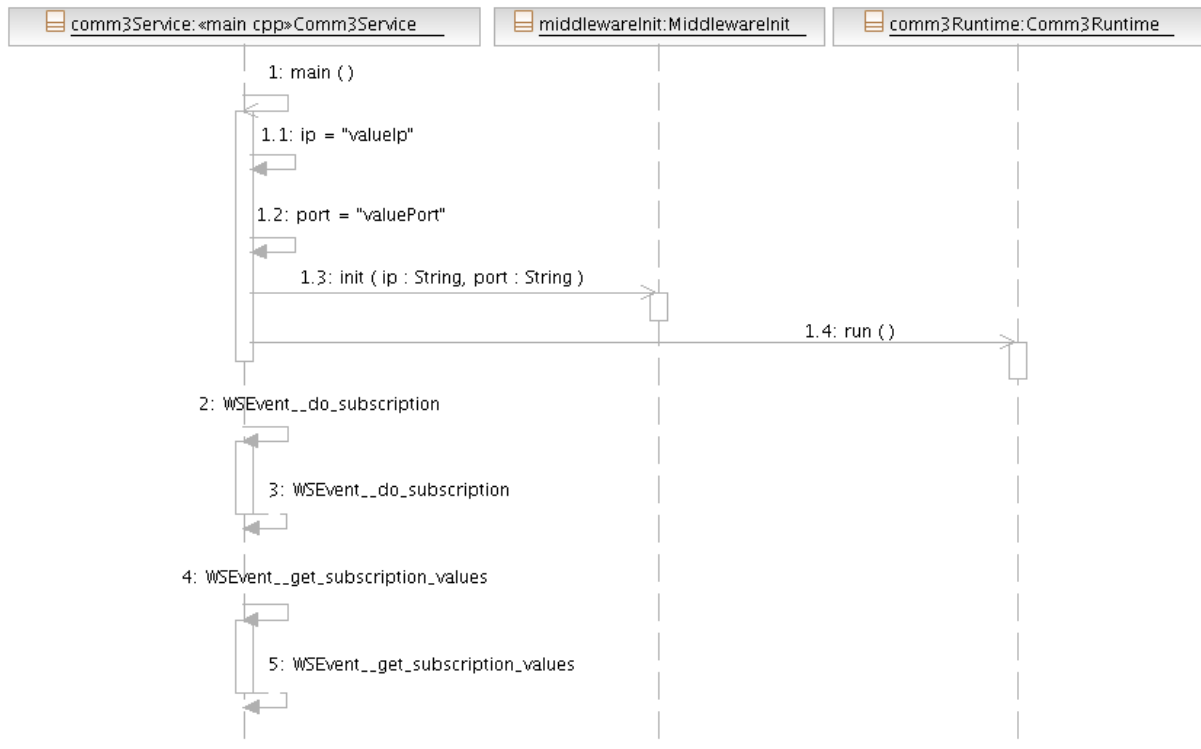 comm3Service:«main cpp»Comm3Service
middlewareInit:MiddlewareInit
comm3Runtime:Comm3Runtime
1: main ( )
1.1: ip = "valueIp"
1.2: port = "valuePort"
1.3: init ( ip : String, port : String )
1.4: run ( )
2: WSEvent__do_subscription
3: WSEvent__do_subscription
4: WSEvent__get_subscription_values
5: WSEvent__get_subscription_values